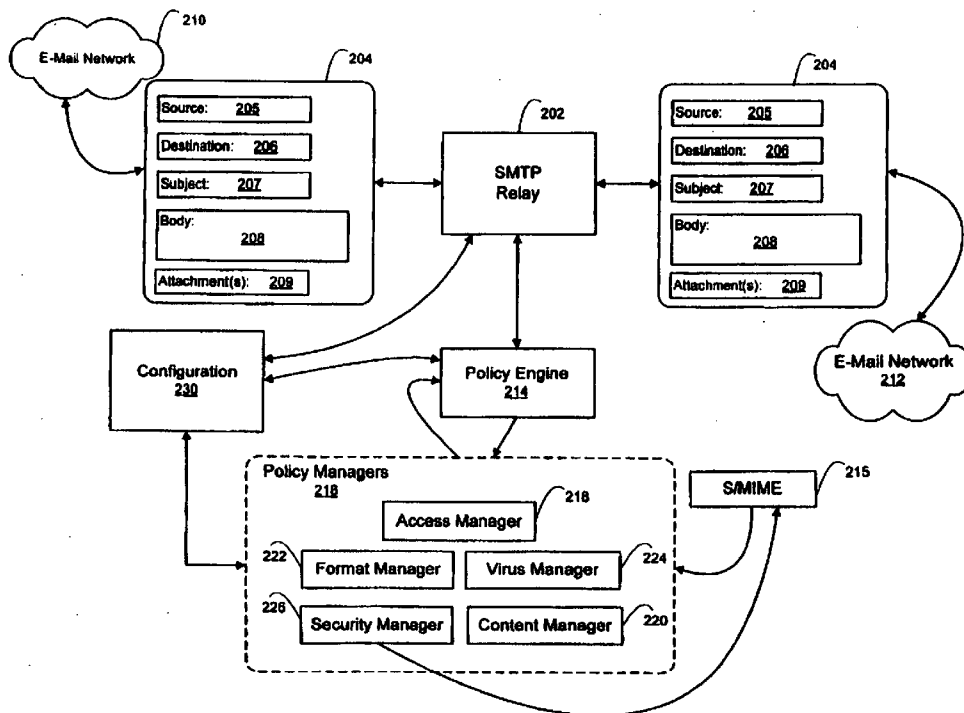 210
E-Mail Network
204
Source: 205
Destination: 206
Subject: 207
Body:
208
Attachment(s): 209
202
SMTP
Relay
204
Source: 205
Destination: 206
Subject: 207
Body:
208
Attachment(s): 209
Configuration
230
Policy Engine
214
E-Mail Network
212
Policy Managers
218
Access Manager
218
S/MIME
215
222
Format Manager
Virus Manager
224
226
Security Manager
Content Manager
220